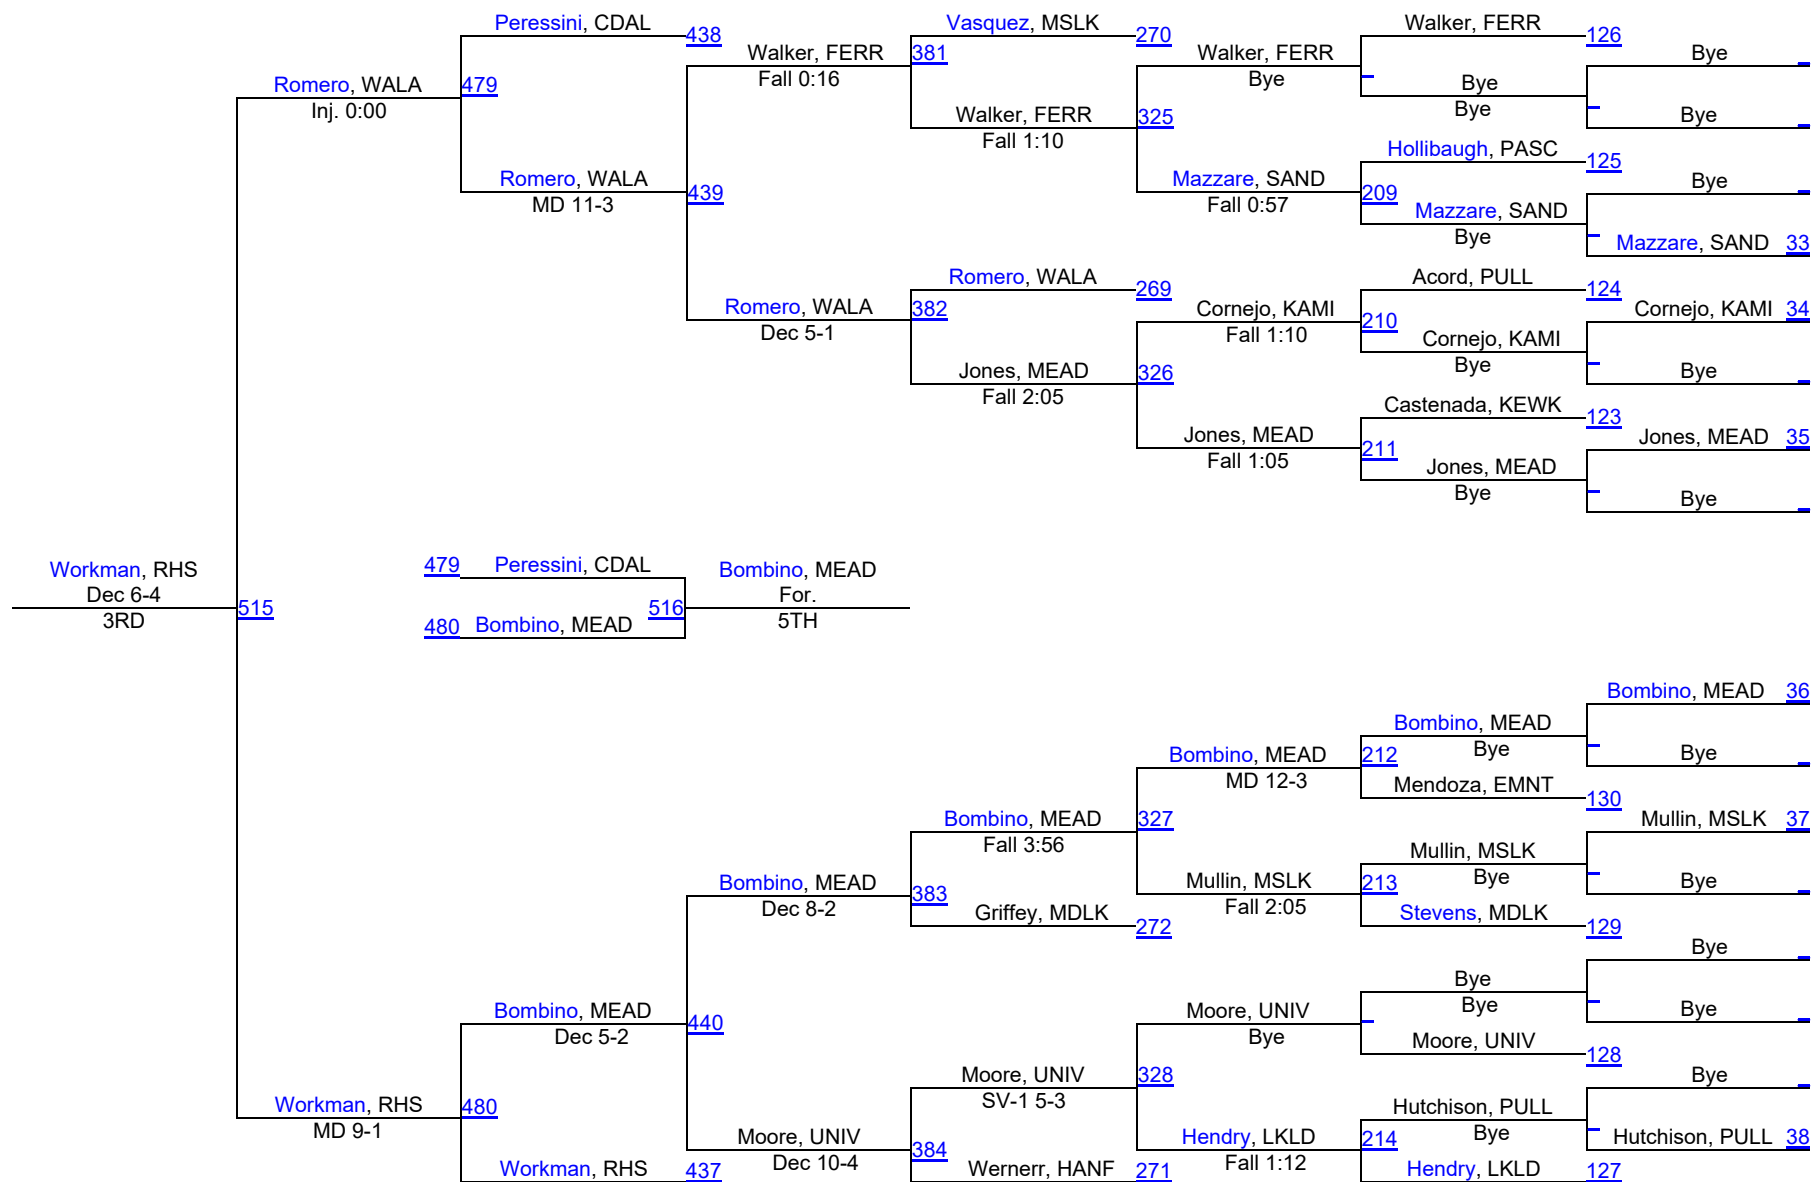 Peressini, CDAL
438
Vasquez, MSLK
270
Walker, FERR
126
Walker, FERR
Fall 0:16
381
Walker, FERR
Bye
Bye
Romero, WALA
Inj. 0:00
479
Bye
Bye
Walker, FERR
Fall 1:10
325
Bye
Hollibaugh, PASC
125
Romero, WALA
MD 11-3
439
Mazzare, SAND
Fall 0:57
209
Bye
Mazzare, SAND
Bye
Mazzare, SAND 33
Romero, WALA
269
Acord, PULL
124
Romero, WALA
Dec 5-1
382
Cornejo, KAMI
Fall 1:10
210
Cornejo, KAMI 34
Cornejo, KAMI
Bye
Jones, MEAD
Fall 2:05
326
Bye
Castenada, KEWK
123
Jones, MEAD
Fall 1:05
211
Jones, MEAD 35
Jones, MEAD
Bye
Bye
Workman, RHS
Dec 6-4
3RD
515
479 Peressini, CDAL
Bombino, MEAD
For.
5TH
516
480 Bombino, MEAD
Bombino, MEAD 36
Bombino, MEAD
Bye
Bombino, MEAD
MD 12-3
212
Bye
Mendoza, EMNT
130
Bombino, MEAD
Fall 3:56
327
Mullin, MSLK 37
Mullin, MSLK
Bye
Bombino, MEAD
Dec 8-2
383
Mullin, MSLK
Fall 2:05
213
Bye
Griffey, MDLK
272
Stevens, MDLK
129
Bye
Bye
Bye
Bombino, MEAD
Dec 5-2
440
Moore, UNIV
Bye
Bye
Moore, UNIV
128
Moore, UNIV
SV-1 5-3
328
Bye
Workman, RHS
MD 9-1
480
Hutchison, PULL
Bye
Moore, UNIV
Dec 10-4
384
Hendry, LKLD
Fall 1:12
214
Hutchison, PULL 38
Workman, RHS
437
Wernerr, HANF
271
Hendry, LKLD
127